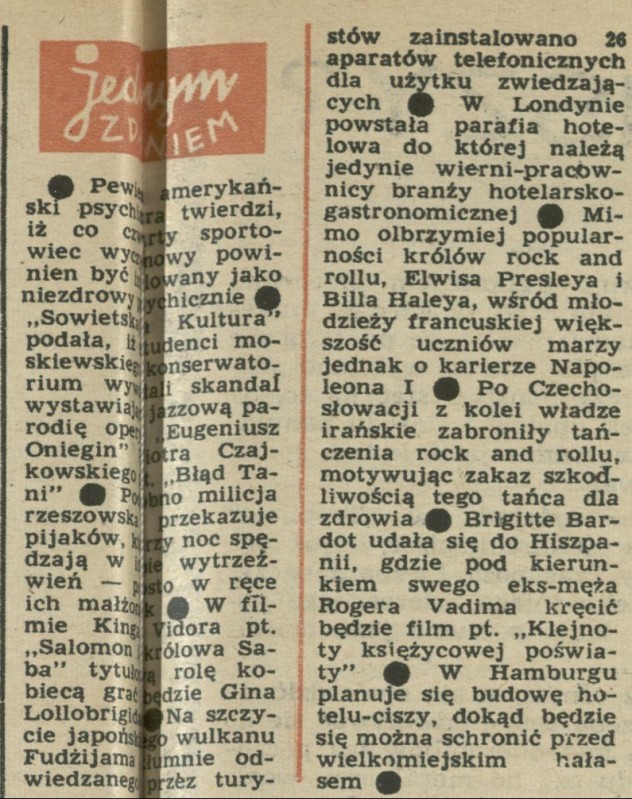 jednym
ZDANIEM
● Pewien amerykań-
ski psychiatra twierdzi,
iż co czwarty sporto-
wiec wyczynowy powi-
nien być lowany jako
niezdrowy psychicznie ●
„Sowietskaja Kultura"
podała, iż studenci mo-
skiewskiego konserwato-
rium wywołali skandal
wystawiając jazzową pa-
rodię opery „Eugeniusz
Oniegin" Piotra Czaj-
kowskiego pt. „Błąd Ta-
ni" ● Podobno milicja
rzeszowska przekazuje
pijaków, którzy noc spę-
dzają w izbie wytrzeź-
wień — prosto w ręce
ich małżonek ● W fil-
mie Kinga Vidora pt.
„Salomon i królowa Sa-
ba" tytułową rolę ko-
biecą grać będzie Gina
Lollobrigida ● Na szczy-
cie japońskiego wulkanu
Fudżijama tłumnie od-
wiedzanego przez tury-
stów zainstalowano 26
aparatów telefonicznych
dla użytku zwiedzają-
cych ● W Londynie
powstała parafia hote-
lowa do której należą
jedynie wierni-pracow-
nicy branży hotelarsko-
gastronomicznej ● Mi-
mo olbrzymiej popular-
ności królów rock and
rollu, Elwisa Presleya i
Billa Haleya, wśród mło-
dzieży francuskiej więk-
szość uczniów marzy
jednak o karierze Napo-
leona I ● Po Czecho-
słowacji z kolei władze
irańskie zabroniły tań-
czenia rock and rollu,
motywując zakaz szkod-
liwością tego tańca dla
zdrowia ● Brigitte Bar-
dot udała się do Hiszpa-
nii, gdzie pod kierun-
kiem swego eks-męża
Rogera Vadima kręcić
będzie film pt. „Klejno-
ty księżycowej poświa-
ty" ● W Hamburgu
planuje się budowę ho-
telu-ciszy, dokąd będzie
się można schronić przed
wielkomiejskim hała-
sem ●